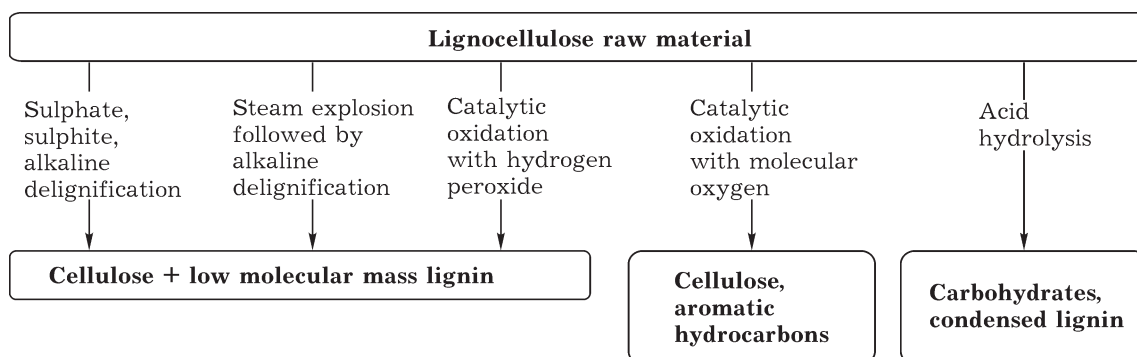 Lignocellulose raw material
Sulphate,
sulphite,
alkaline
delignification
Steam explosion
followed by
alkaline
delignification
Catalytic
oxidation
with hydrogen
peroxide
Catalytic
oxidation
with molecular
oxygen
Acid
hydrolysis
Cellulose + low molecular mass lignin
Cellulose,
aromatic
hydrocarbons
Carbohydrates,
condensed lignin